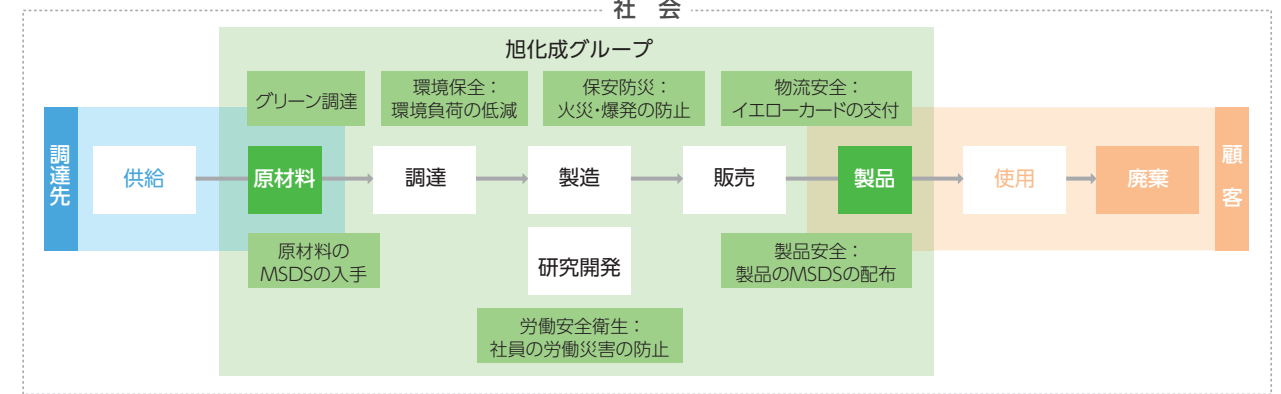 社 会
旭化成グループ
グリーン調達
環境保全：
環境負荷の低減
保安防災：
火災・爆発の防止
物流安全：
イエローカードの交付
調達先
供給
原材料
調達
製造
販売
製品
使用
廃棄
顧客
原材料の
MSDSの入手
研究開発
製品安全：
製品のMSDSの配布
労働安全衛生：
社員の労働災害の防止